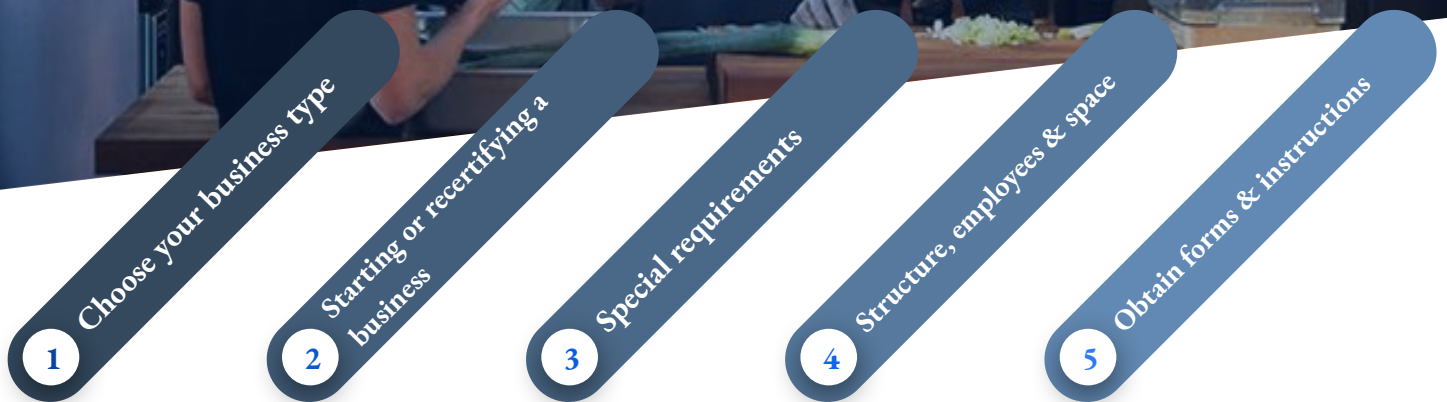 1
Choose your business type
2
Starting or recertifying a
business
3
Special requirements
4
Structure, employees & space
5
Obtain forms & instructions